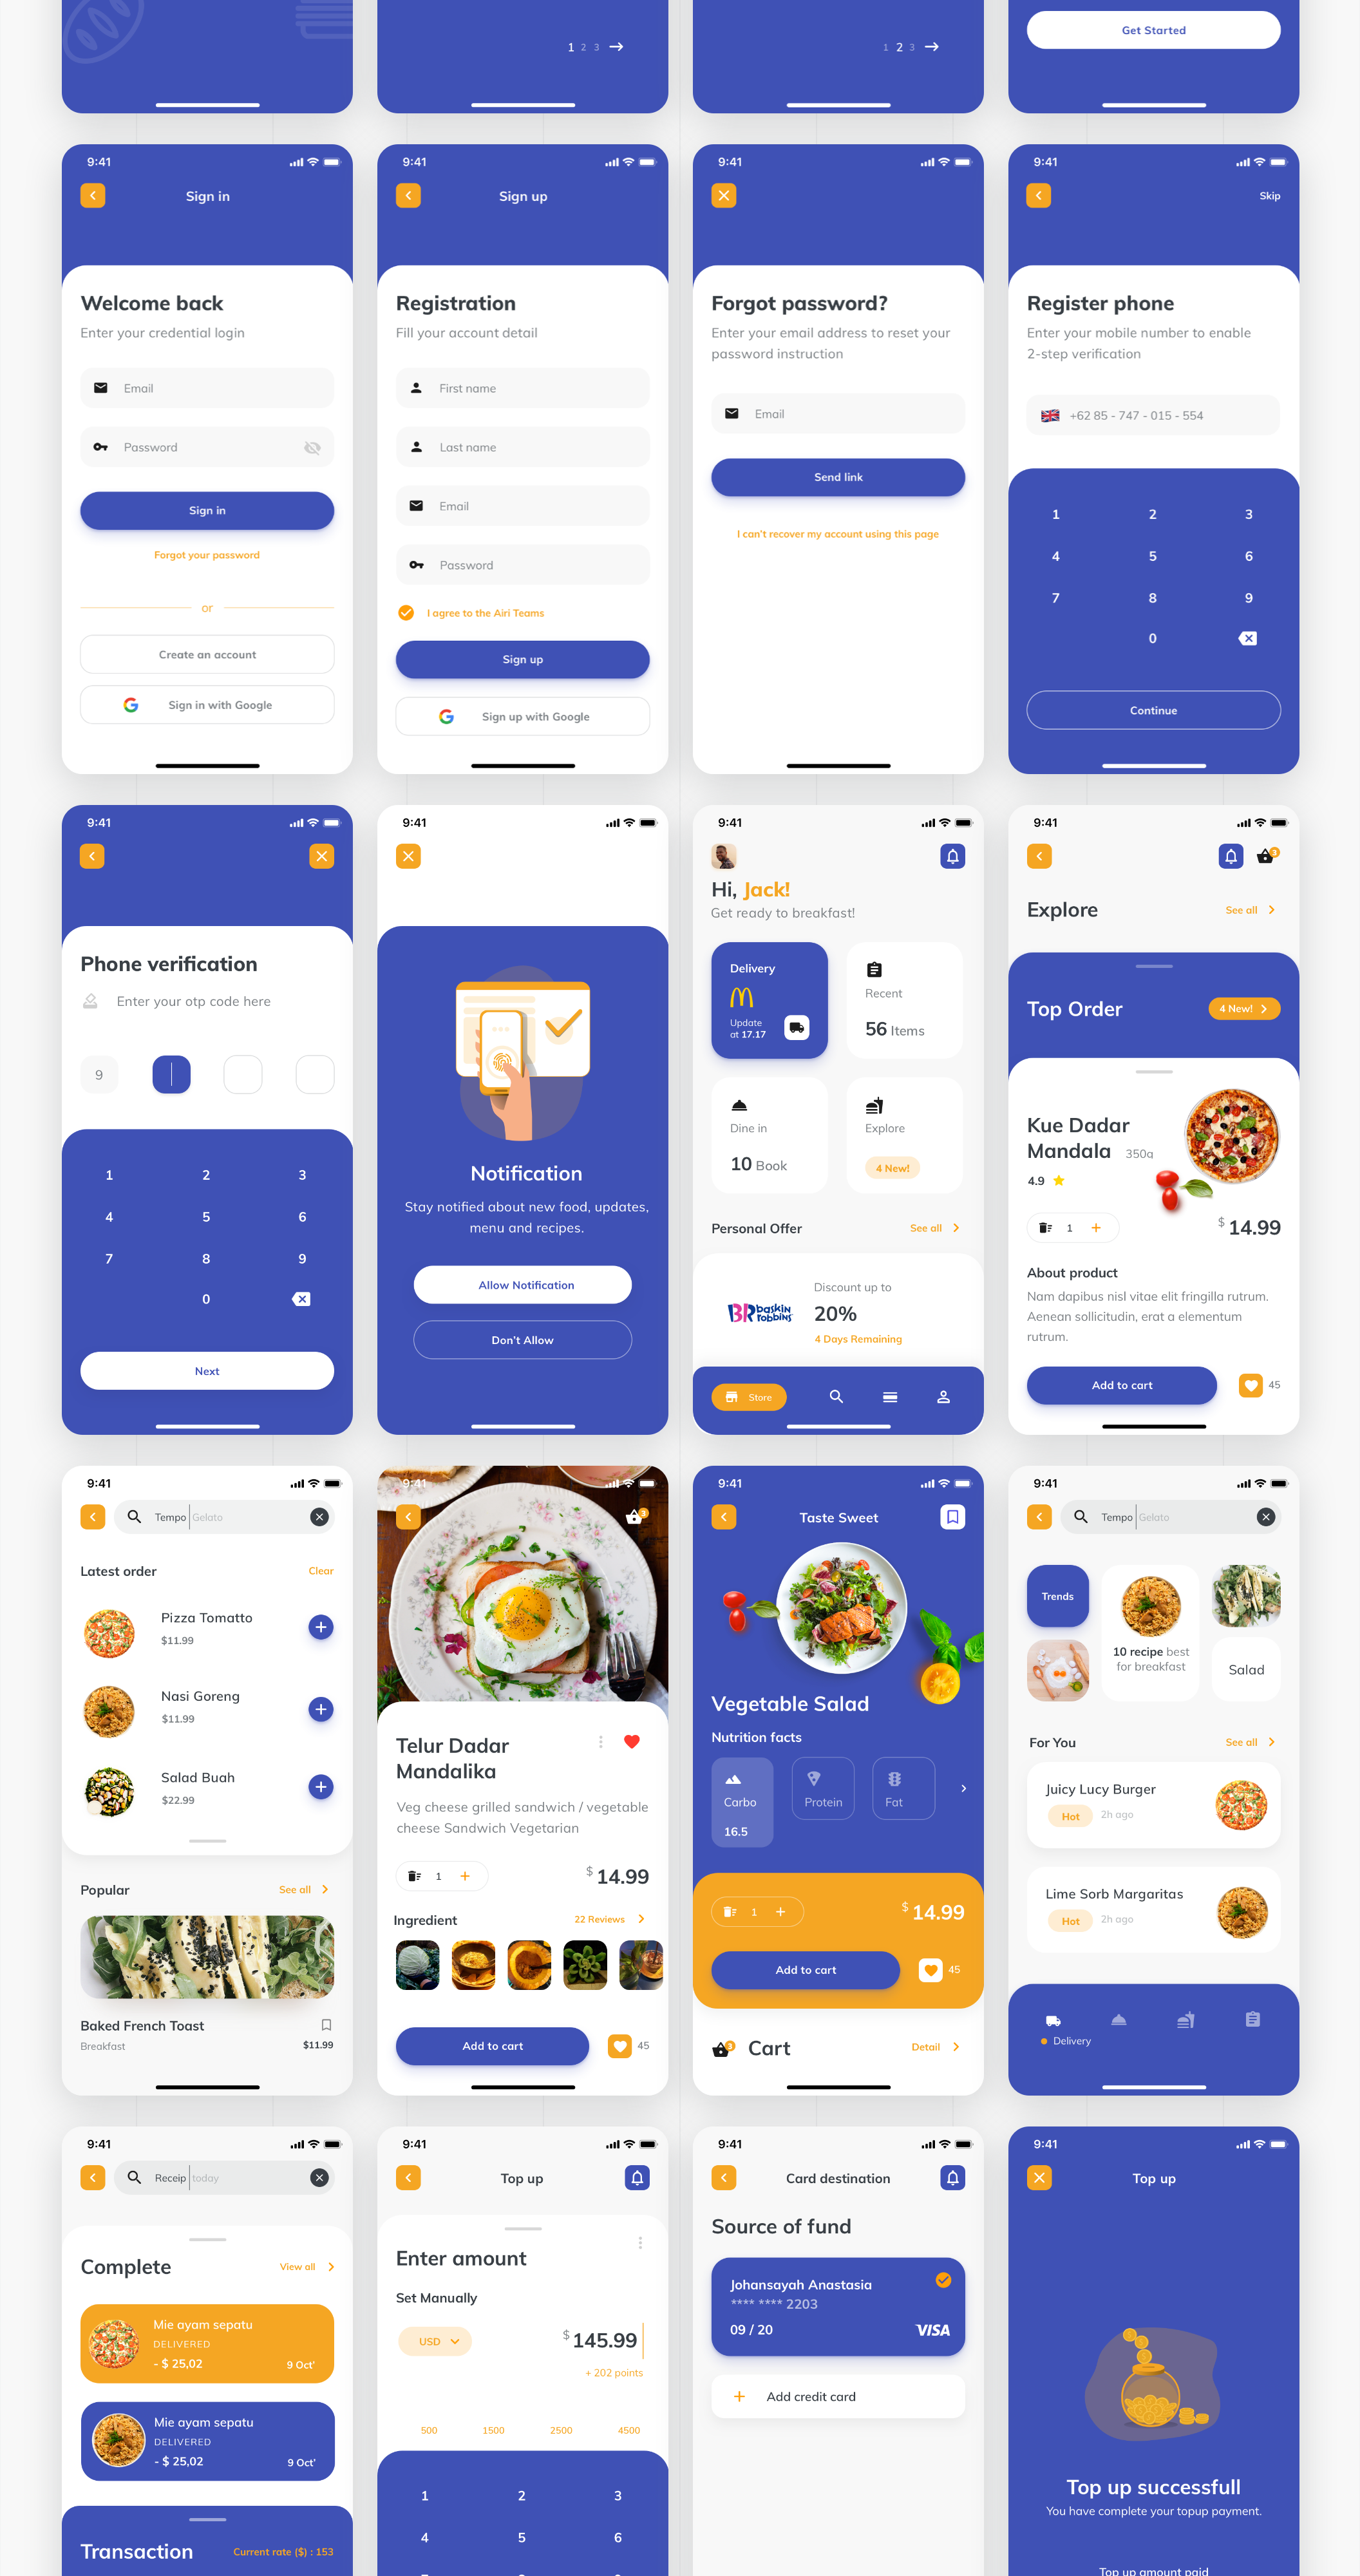 1 2 3
1 2 3
Get Started
9:41
Sign in
Welcome back
Enter your credential login
Email
Password
Sign in
Forgot your password
or
Create an account
Sign in with Google
9:41
Sign up
Registration
Fill your account detail
First name
Last name
Email
Password
I agree to the Airi Teams
Sign up
Sign up with Google
9:41
Forgot password?
Enter your email address to reset your
password instruction
Email
Send link
I can't recover my account using this page
9:41
Skip
Register phone
Enter your mobile number to enable
2-step verification
+62 85 - 747 - 015 - 554
1 2 3
4 5 6
7 8 9
0
Continue
9:41
Phone verification
Enter your otp code here
9
1 2 3
4 5 6
7 8 9
0
Next
9:41
Notification
Stay notified about new food, updates,
menu and recipes.
Allow Notification
Don't Allow
9:41
Hi, Jack!
Get ready to breakfast!
Delivery
Update
at 17.17
Recent
56 Items
Dine in
10 Book
Explore
4 New!
Personal Offer
See all
BR baskin
robbins
Discount up to
20%
4 Days Remaining
Store
9:41
3
Explore
See all
Top Order
4 New!
Kue Dadar
Mandala 350g
4.9
1
$ 14.99
About product
Nam dapibus nisl vitae elit fringilla rutrum.
Aenean sollicitudin, erat a elementum
rutrum.
Add to cart
45
9:41
Tempo Gelato
Latest order
Clear
Pizza Tomatto
$11.99
Nasi Goreng
$11.99
Salad Buah
$22.99
Popular
See all
Baked French Toast
Breakfast
$11.99
9:41
3
Telur Dadar
Mandalika
Veg cheese grilled sandwich / vegetable
cheese Sandwich Vegetarian
1
$ 14.99
Ingredient
22 Reviews
Add to cart
45
9:41
Taste Sweet
Vegetable Salad
Nutrition facts
Carbo
16.5
Protein
Fat
1
$ 14.99
Add to cart
45
3
Cart
Detail
9:41
Tempo Gelato
Trends
10 recipe best
for breakfast
Salad
For You
See all
Juicy Lucy Burger
Hot
2h ago
Lime Sorb Margaritas
Hot
2h ago
Delivery
9:41
Receip today
Complete
View all
Mie ayam sepatu
DELIVERED
- $ 25,02
9 Oct'
Mie ayam sepatu
DELIVERED
- $ 25,02
9 Oct'
Transaction
Current rate ($) : 153
9:41
Top up
Enter amount
Set Manually
USD
$ 145.99
+ 202 points
500 1500 2500 4500
1 2 3
4 5 6
9:41
Card destination
Source of fund
Johansayah Anastasia
**** **** 2203
09 / 20
VISA
Add credit card
9:41
Top up
Top up successfull
You have complete your topup payment.
Top up amount paid